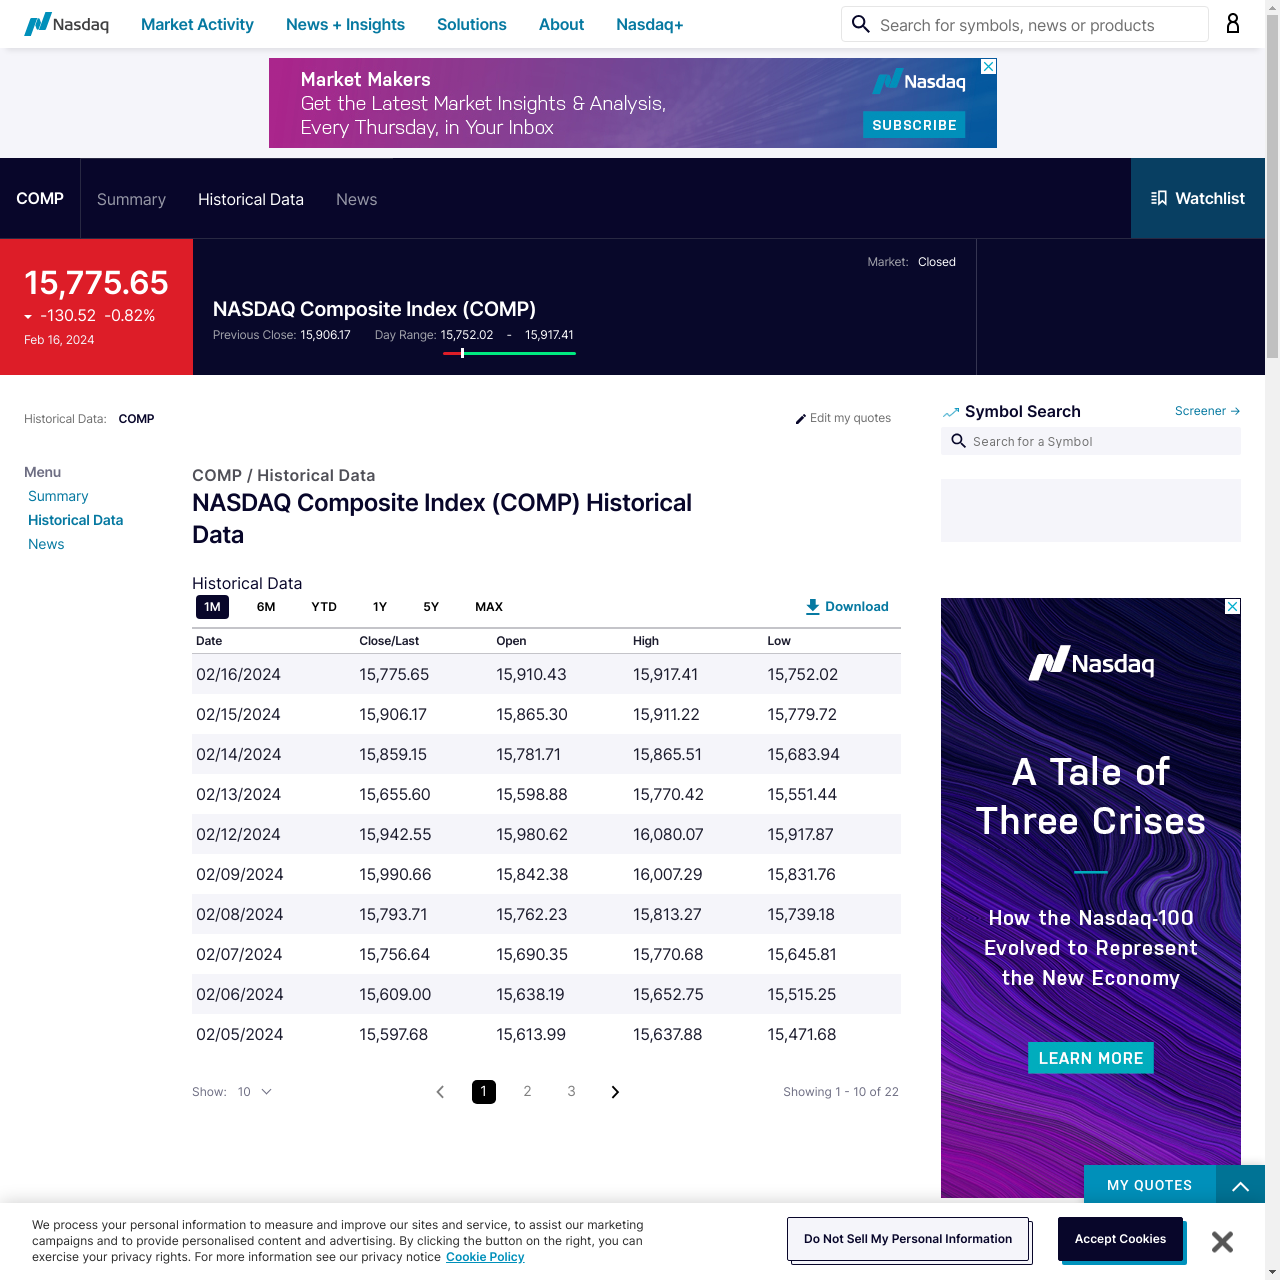 Nasdaq
Market Activity
News + Insights
Solutions
About
Nasdaq+
Search for symbols, news or products
Market Makers
Get the Latest Market Insights & Analysis,
Every Thursday, in Your Inbox
Nasdaq
SUBSCRIBE
COMP
Summary
Historical Data
News
Watchlist
15,775.65
-130.52 -0.82%
Feb 16, 2024
Market: Closed
NASDAQ Composite Index (COMP)
Previous Close: 15,906.17 Day Range: 15,752.02 - 15,917.41
Historical Data: COMP
Edit my quotes
Symbol Search
Screener →
Search for a Symbol
Menu
Summary
Historical Data
News
COMP / Historical Data
NASDAQ Composite Index (COMP) Historical
Data
Historical Data
1M 6M YTD 1Y 5Y MAX
Download
Date Close/Last Open High Low
02/16/2024 15,775.65 15,910.43 15,917.41 15,752.02
02/15/2024 15,906.17 15,865.30 15,911.22 15,779.72
02/14/2024 15,859.15 15,781.71 15,865.51 15,683.94
02/13/2024 15,655.60 15,598.88 15,770.42 15,551.44
02/12/2024 15,942.55 15,980.62 16,080.07 15,917.87
02/09/2024 15,990.66 15,842.38 16,007.29 15,831.76
02/08/2024 15,793.71 15,762.23 15,813.27 15,739.18
02/07/2024 15,756.64 15,690.35 15,770.68 15,645.81
02/06/2024 15,609.00 15,638.19 15,652.75 15,515.25
02/05/2024 15,597.68 15,613.99 15,637.88 15,471.68
Show: 10
1 2 3
Showing 1 - 10 of 22
Nasdaq
A Tale of
Three Crises
How the Nasdaq-100
Evolved to Represent
the New Economy
LEARN MORE
MY QUOTES
We process your personal information to measure and improve our sites and service, to assist our marketing
campaigns and to provide personalised content and advertising. By clicking the button on the right, you can
exercise your privacy rights. For more information see our privacy notice Cookie Policy
Do Not Sell My Personal Information
Accept Cookies